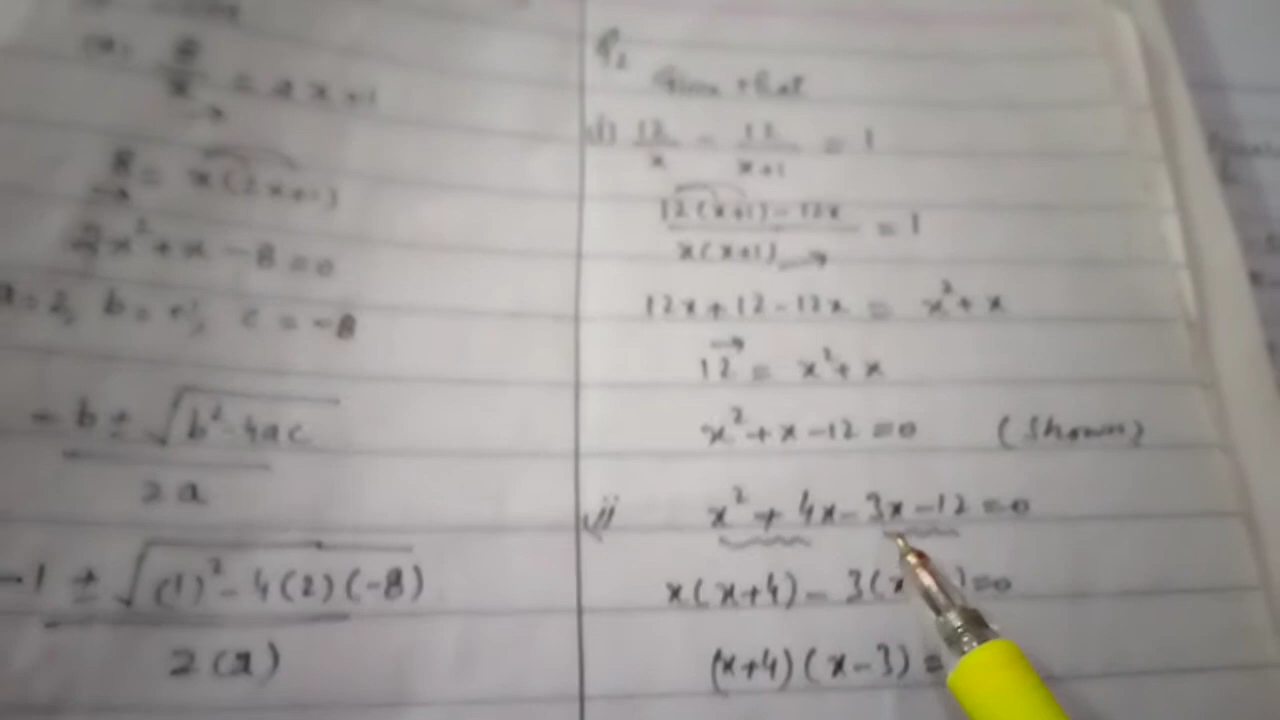 8/x = 2x+1
8 = x(2x+1)
2x²+x-8=0
a=2, b=+1, c=-8
-b±√b²-4ac
2a
-1 ± √(1)²-4(2)(-8)
2(2)
Given that
i) 12/x - 12/x+1 = 1
12(x+1)-12x / x(x+1) = 1
12x+12-12x = x²+x
12 = x²+x
x²+x-12=0 (Shown)
ii x²+4x-3x-12=0
x(x+4)-3(x )=0
(x+4)(x-3)=